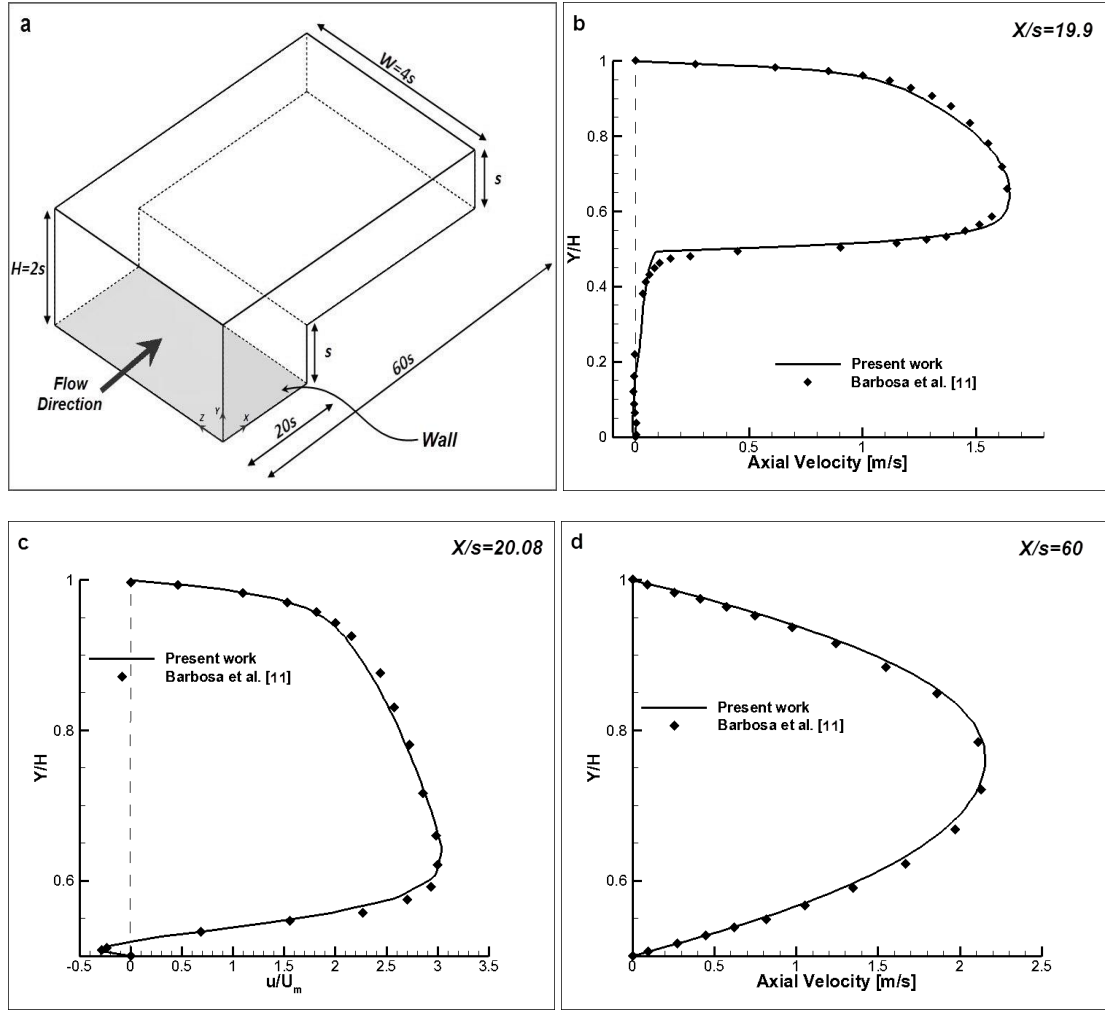 a
W=4s
s
H=2s
s
60s
Flow
Direction
Z
Y
X
20s
Wall
b
X/s=19.9
1
0.8
0.6
Y/H
0.4
0.2
0
Present work
Barbosa et al. [11]
0
0.5
1
1.5
Axial Velocity [m/s]
c
X/s=20.08
1
Present work
Barbosa et al. [11]
0.8
Y/H
0.6
-0.5
0
0.5
1
1.5
2
2.5
3
3.5
u/Um
d
X/s=60
1
Present work
Barbosa et al. [11]
0.8
Y/H
0.6
0
0.5
1
1.5
2
2.5
Axial Velocity [m/s]